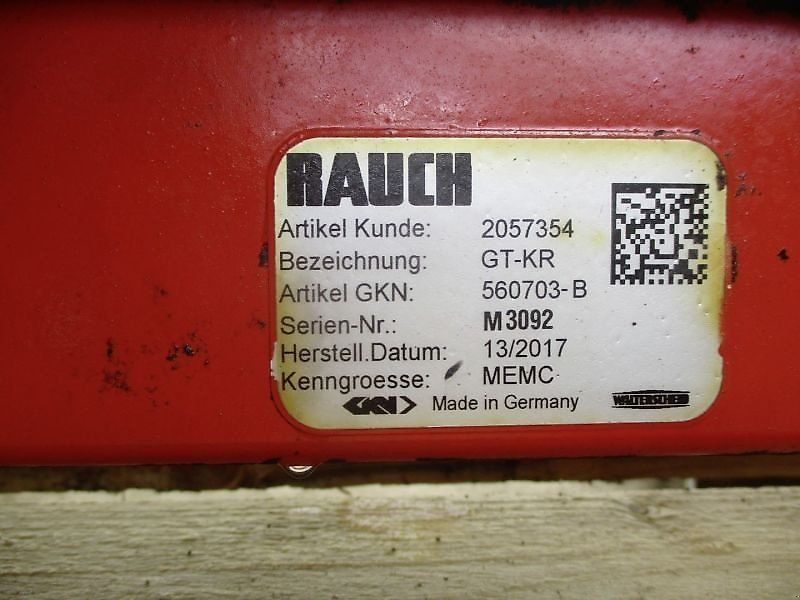 RAUCH
Artikel Kunde: 2057354
Bezeichnung: GT-KR
Artikel GKN: 560703-B
Serien-Nr.: M3092
Herstell.Datum: 13/2017
Kenngroesse: MEMC
GKN Made in Germany WALTERSCHEID